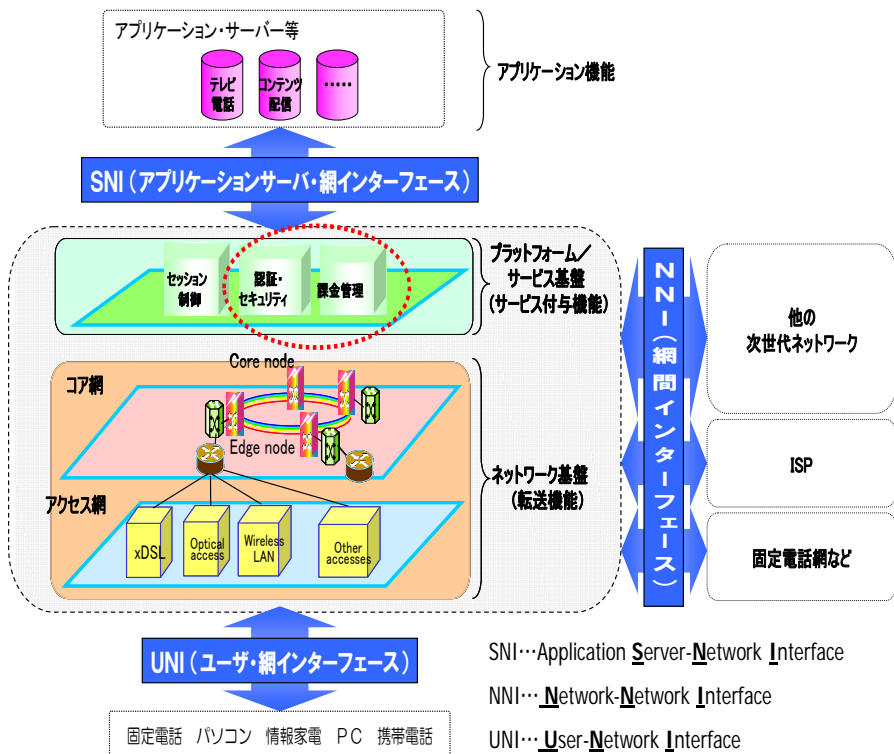 アプリケーション・サーバー等
テレビ
電話
コンテンツ
配信
・・・・・
アプリケーション機能
SNI(アプリケーションサーバ・網インターフェース)
セッション
制御
認証・
セキュリティ
課金管理
プラットフォーム/
サービス基盤
(サービス付与機能)
コア網
Core node
Edge node
アクセス網
xDSL
Optical
access
Wireless
LAN
Other
accesses
ネットワーク基盤
(転送機能)
NNI(網間インターフェース)
他の
次世代ネットワーク
ISP
固定電話網など
UNI(ユーザ・網インターフェース)
固定電話 パソコン 情報家電 PC 携帯電話
SNI…Application Server-Network Interface
NNI…Network-Network Interface
UNI…User-Network Interface